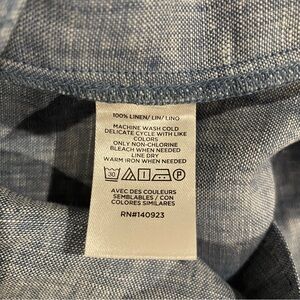 100% LINEN/ LIN/ LINO
MACHINE WASH COLD
DELICATE CYCLE WITH LIKE
COLORS
ONLY NON-CHLORINE
BLEACH WHEN NEEDED
LINE DRY
WARM IRON WHEN NEEDED
30 P
AVEC DES COULEURS
SEMBLABLES / CON
COLORES SIMILARES
RN#140923